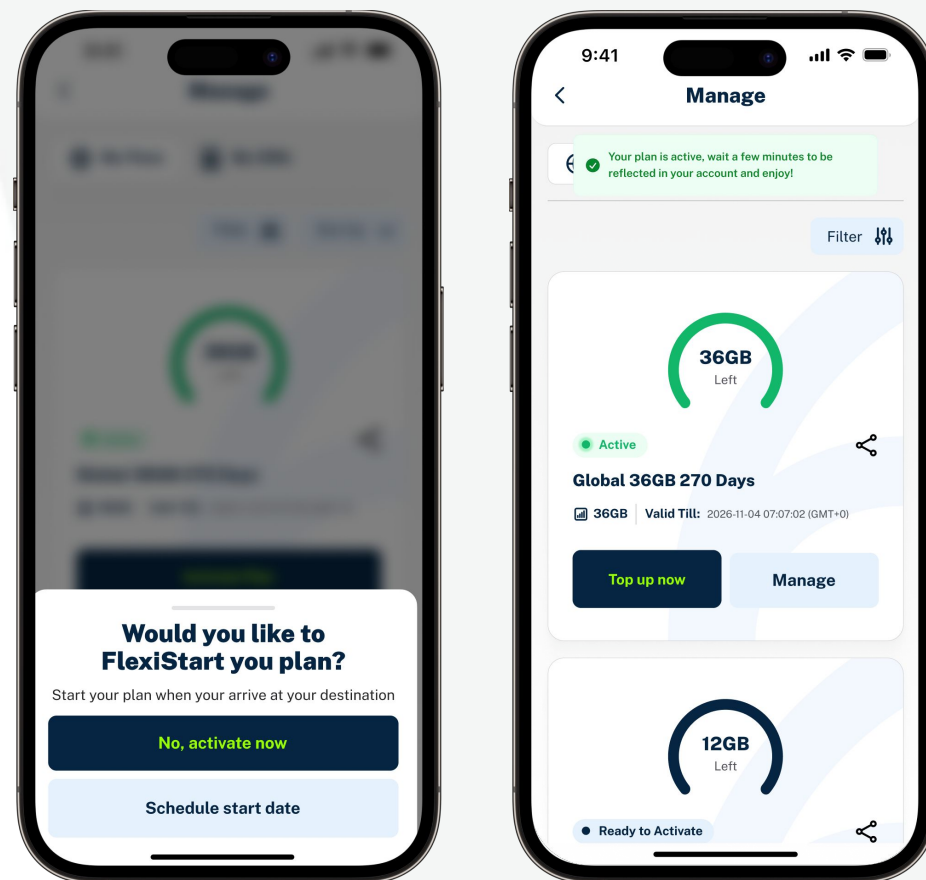 Would you like to
FlexiStart you plan?
Start your plan when your arrive at your destination
No, activate now
Schedule start date
9:41
Manage
Your plan is active, wait a few minutes to be
reflected in your account and enjoy!
Filter
36GB
Left
Active
Global 36GB 270 Days
36GB Valid Till: 2026-11-04 07:07:02 (GMT+0)
Top up now Manage
12GB
Left
Ready to Activate